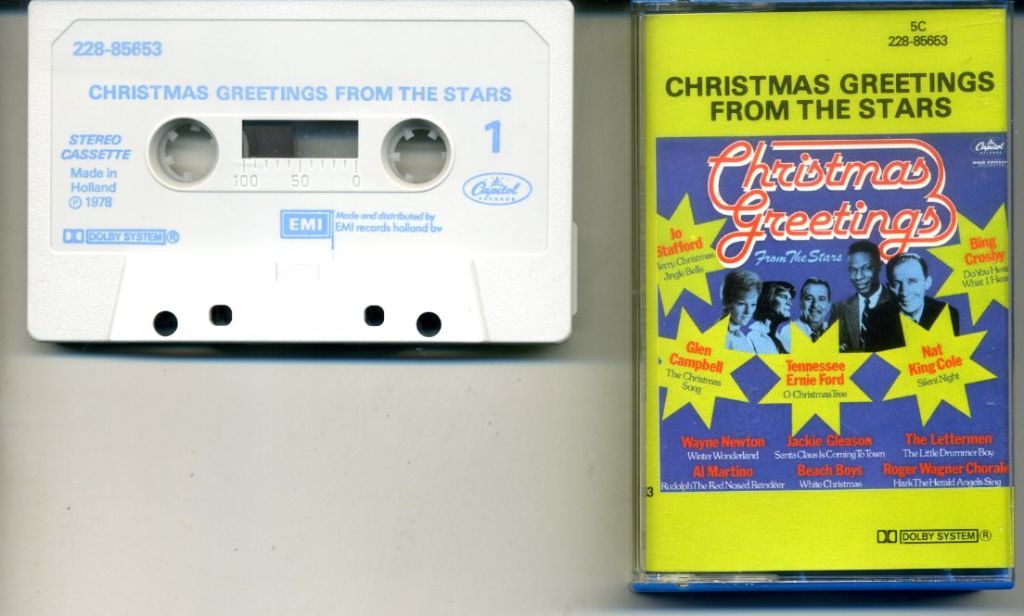 228-85653
CHRISTMAS GREETINGS FROM THE STARS
STEREO
CASSETTE
Made in
Holland
℗ 1978
1
100 50 0
Capitol
RECORDS
DOLBY SYSTEM ®
EMI
Made and distributed by
EMI records holland bv
5C
228-85653
CHRISTMAS GREETINGS
FROM THE STARS
Capitol
Christmas
Greetings
From The Stars
Jo
Stafford
Merry Christmas
Jingle Bells
Bing
Crosby
Do You Hea
What I Hea
Glen
Campbell
The Christmas
Song
Tennessee
Ernie Ford
O Christmas Tree
Nat
King Cole
Silent Night
Wayne Newton
Winter Wonderland
Jackie Gleason
Santa Claus Is Coming To Town
The Lettermen
The Little Drummer Boy
Al Martino
Rudolph The Red Nosed Reindeer
Beach Boys
White Christmas
Roger Wagner Chorale
Hark The Herald Angels Sing
3
DOLBY SYSTEM ®